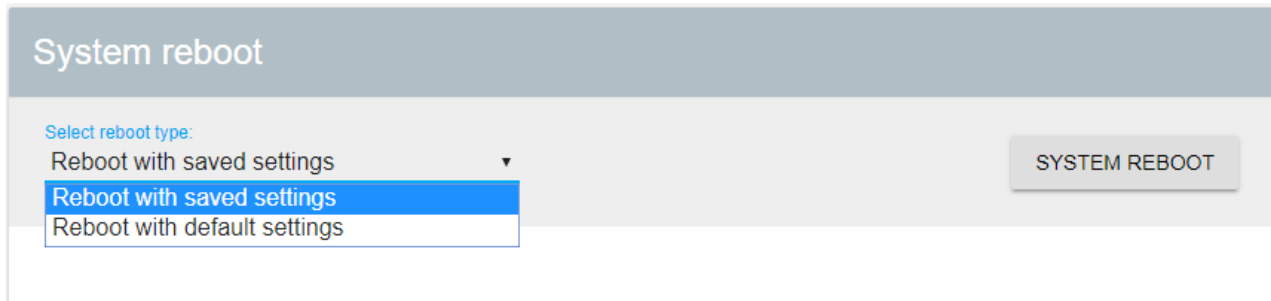 System reboot
Select reboot type:
Reboot with saved settings
SYSTEM REBOOT
Reboot with saved settings
Reboot with default settings